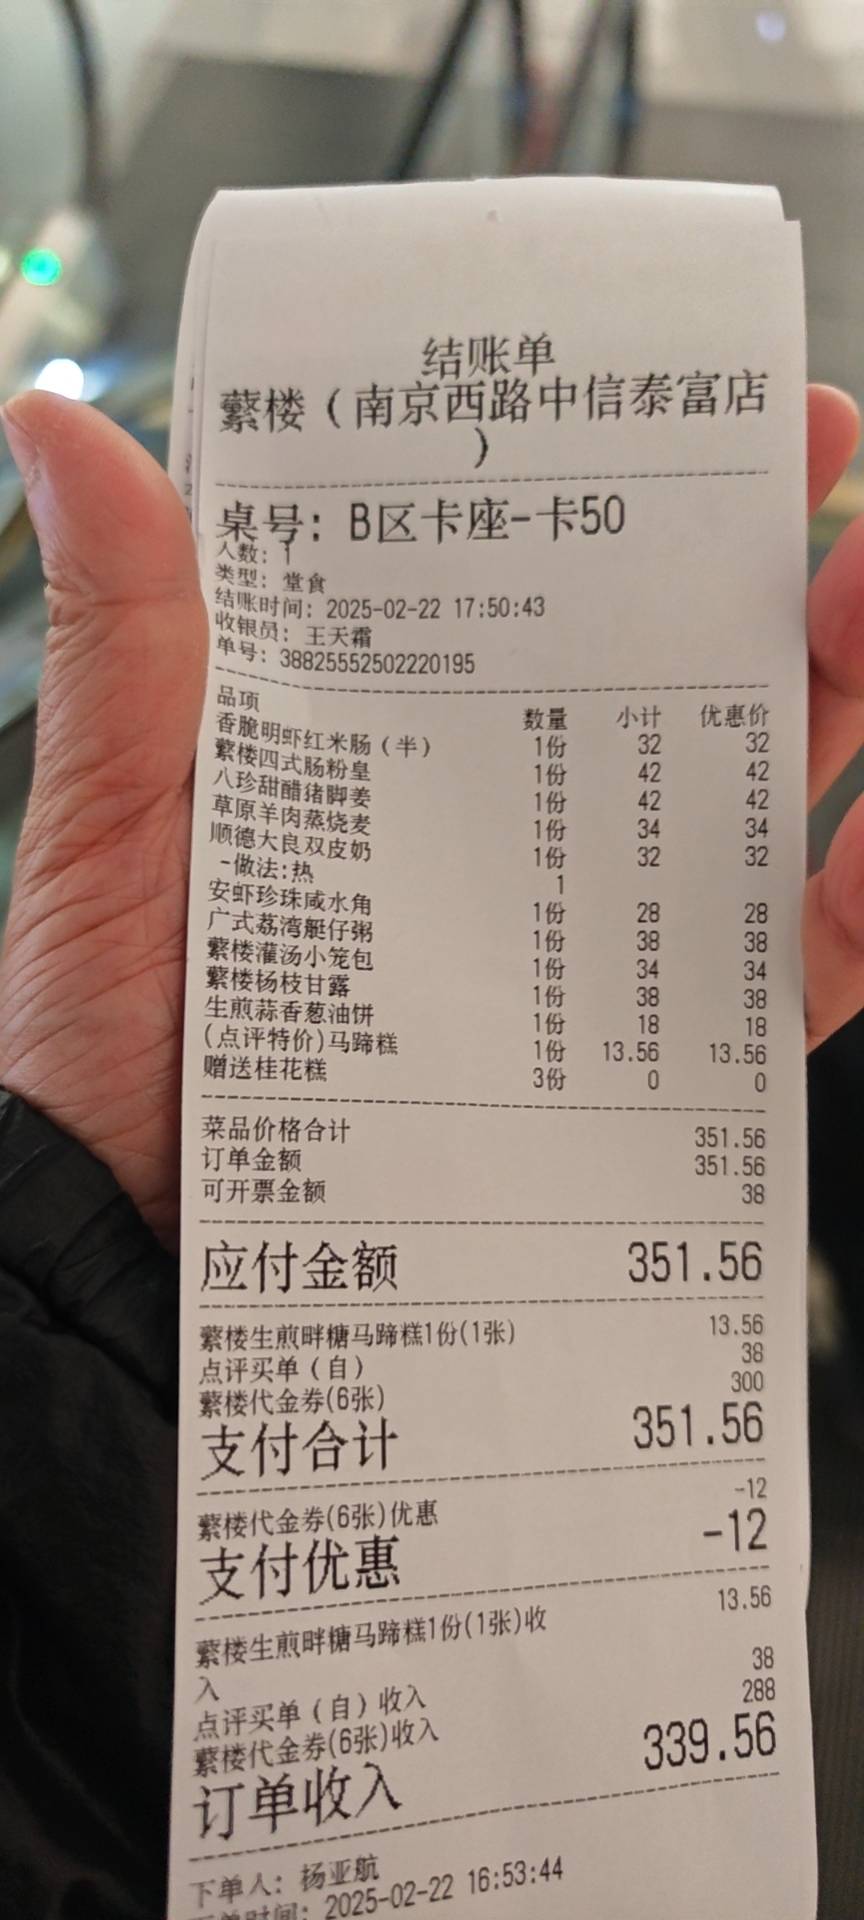 结账单
蘩楼（南京西路中信泰富店
）
桌号: B区卡座-卡50
人数: 1
类型: 堂食
结账时间: 2025-02-22 17:50:43
收银员: 王天霜
单号: 38825552502220195
品项 数量 小计 优惠价
香脆明虾红米肠（半） 1份 32 32
蘩楼四式肠粉皇 1份 42 42
八珍甜醋猪脚姜 1份 42 42
草原羊肉蒸烧麦 1份 34 34
顺德大良双皮奶 1份 32 32
-做法:热 1
安虾珍珠咸水角 1份 28 28
广式荔湾艇仔粥 1份 38 38
蘩楼灌汤小笼包 1份 34 34
蘩楼杨枝甘露 1份 38 38
生煎蒜香葱油饼 1份 18 18
(点评特价)马蹄糕 1份 13.56 13.56
赠送桂花糕 3份 0 0
菜品价格合计 351.56
订单金额 351.56
可开票金额 38
应付金额 351.56
蘩楼生煎畔糖马蹄糕1份(1张) 13.56
点评买单（自） 38
蘩楼代金券(6张) 300
支付合计 351.56
蘩楼代金券(6张)优惠 -12
支付优惠 -12
蘩楼生煎畔糖马蹄糕1份(1张)收 13.56
入
点评买单（自）收入 38
蘩楼代金券(6张)收入 288
订单收入 339.56
下单人: 杨亚航
下单时间: 2025-02-22 16:53:44